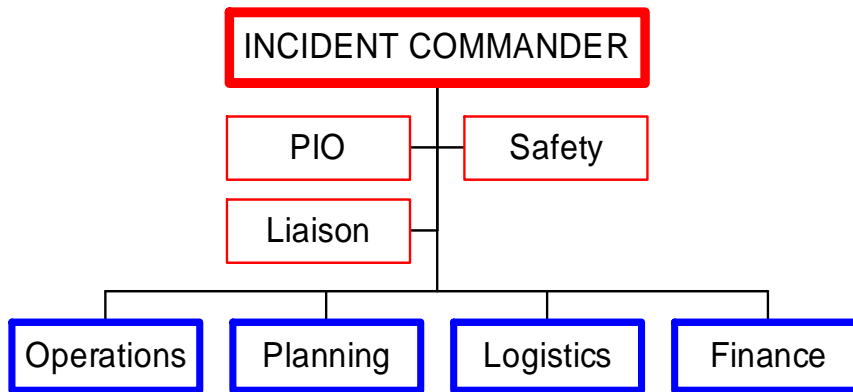 INCIDENT COMMANDER
PIO
Safety
Liaison
Operations
Planning
Logistics
Finance